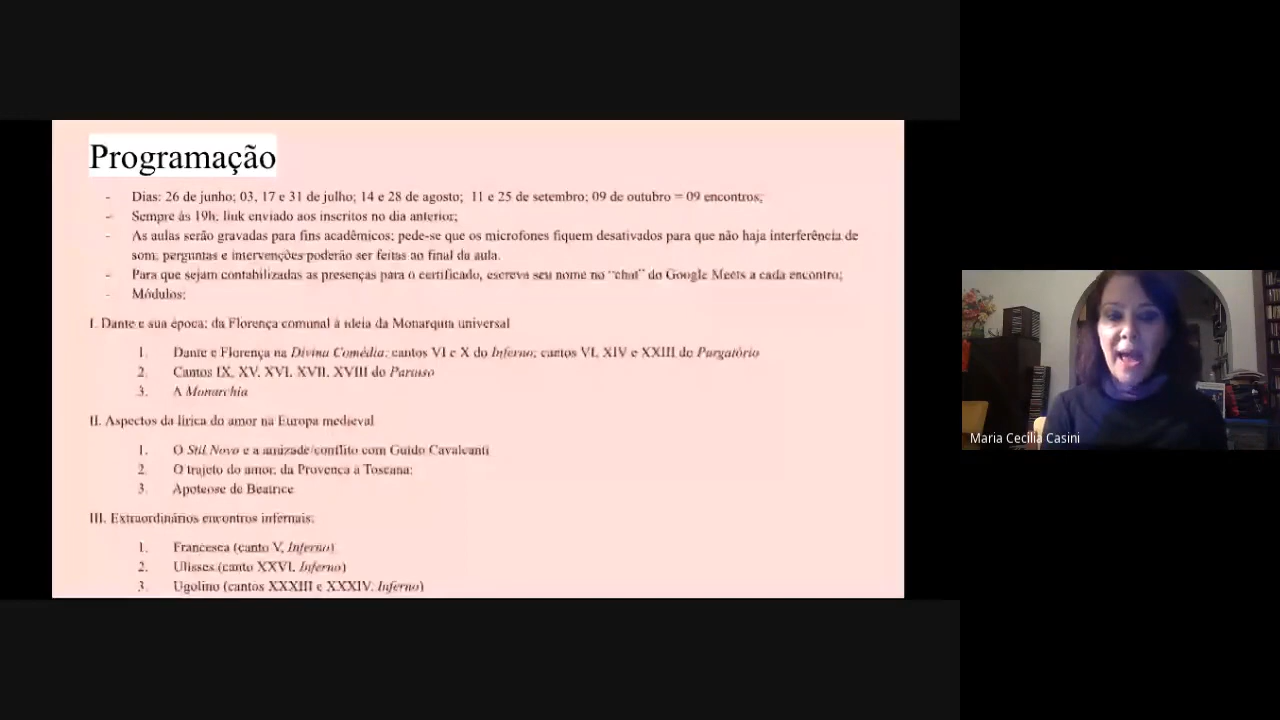 Programação
- Dias: 26 de junho; 03, 17 e 31 de julho; 14 e 28 de agosto; 11 e 25 de setembro; 09 de outubro = 09 encontros;
- Sempre às 19h; link enviado aos inscritos no dia anterior;
- As aulas serão gravadas para fins acadêmicos; pede-se que os microfones fiquem desativados para que não haja interferência de
som; perguntas e intervenções poderão ser feitas ao final da aula.
- Para que sejam contabilizadas as presenças para o certificado, escreva seu nome no "chat" do Google Meets a cada encontro;
- Módulos:
I. Dante e sua época: da Florença comunal à ideia da Monarquia universal
1. Dante e Florença na Divina Comédia: cantos VI e X do Inferno; cantos VI, XIV e XXIII do Purgatório
2. Cantos IX, XV, XVI, XVII, XVIII do Paraíso
3. A Monarchia
II. Aspectos da lírica do amor na Europa medieval
1. O Stil Novo e a amizade/conflito com Guido Cavalcanti
2. O trajeto do amor: da Provença à Toscana:
3. Apoteose de Beatrice
III. Extraordinários encontros infernais:
1. Francesca (canto V, Inferno)
2. Ulisses (canto XXVI, Inferno)
3. Ugolino (cantos XXXIII e XXXIV, Inferno)
Maria Cecilia Casini